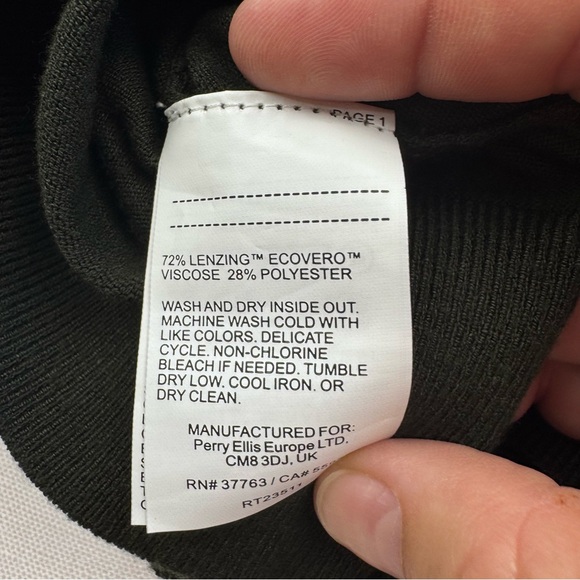 PAGE 1
72% LENZING™ ECOVERO™
VISCOSE 28% POLYESTER
WASH AND DRY INSIDE OUT.
MACHINE WASH COLD WITH
LIKE COLORS. DELICATE
CYCLE. NON-CHLORINE
BLEACH IF NEEDED. TUMBLE
DRY LOW. COOL IRON. OR
DRY CLEAN.
MANUFACTURED FOR:
Perry Ellis Europe LTD,
CM8 3DJ, UK
RN# 37763 / CA#